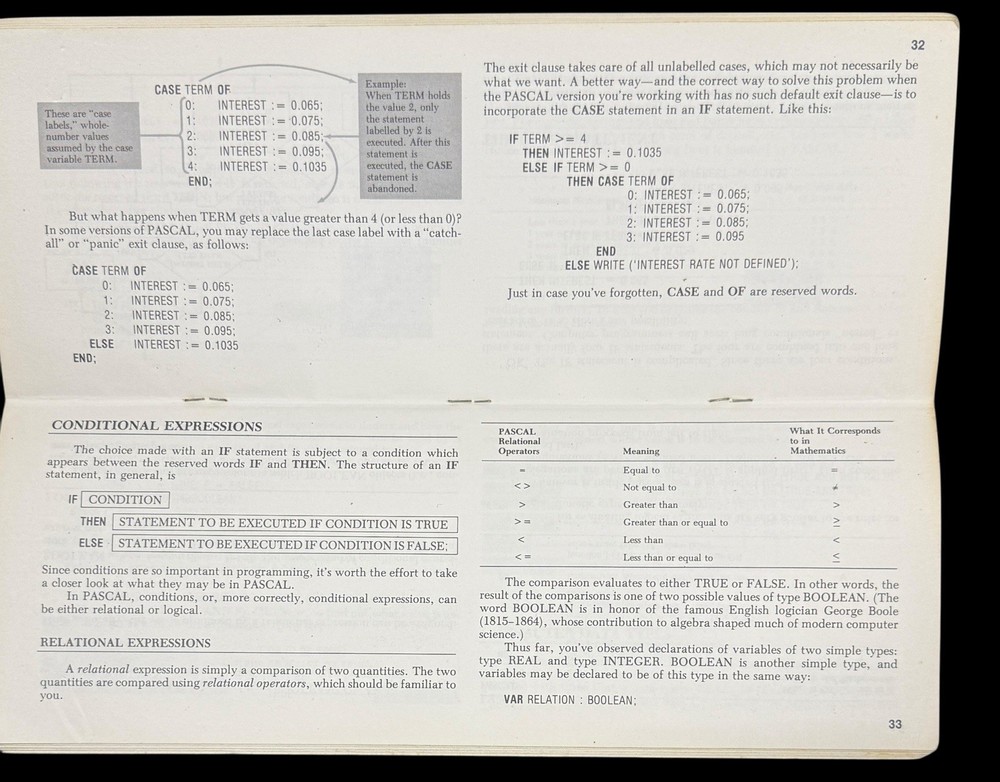 32
CASE TERM OF
0: INTEREST := 0.065;
1: INTEREST := 0.075;
2: INTEREST := 0.085;
3: INTEREST := 0.095;
4: INTEREST := 0.1035
END;
These are "case
labels," whole-
number values
assumed by the case
variable TERM.
Example:
When TERM holds
the value 2, only
the statement
labelled by 2 is
executed. After this
statement is
executed, the CASE
statement is
abandoned.
But what happens when TERM gets a value greater than 4 (or less than 0)?
In some versions of PASCAL, you may replace the last case label with a "catch-
all" or "panic" exit clause, as follows:
CASE TERM OF
0: INTEREST := 0.065;
1: INTEREST := 0.075;
2: INTEREST := 0.085;
3: INTEREST := 0.095;
ELSE INTEREST := 0.1035
END;
The exit clause takes care of all unlabelled cases, which may not necessarily be
what we want. A better way—and the correct way to solve this problem when
the PASCAL version you're working with has no such default exit clause—is to
incorporate the CASE statement in an IF statement. Like this:
IF TERM >= 4
THEN INTEREST := 0.1035
ELSE IF TERM >= 0
THEN CASE TERM OF
0: INTEREST := 0.065;
1: INTEREST := 0.075;
2: INTEREST := 0.085;
3: INTEREST := 0.095
END
ELSE WRITE ('INTEREST RATE NOT DEFINED');
Just in case you've forgotten, CASE and OF are reserved words.
CONDITIONAL EXPRESSIONS
The choice made with an IF statement is subject to a condition which
appears between the reserved words IF and THEN. The structure of an IF
statement, in general, is
IF CONDITION
THEN STATEMENT TO BE EXECUTED IF CONDITION IS TRUE
ELSE STATEMENT TO BE EXECUTED IF CONDITION IS FALSE;
Since conditions are so important in programming, it's worth the effort to take
a closer look at what they may be in PASCAL.
In PASCAL, conditions, or, more correctly, conditional expressions, can
be either relational or logical.
RELATIONAL EXPRESSIONS
A relational expression is simply a comparison of two quantities. The two
quantities are compared using relational operators, which should be familiar to
you.
PASCAL
Relational
Operators
Meaning
What It Corresponds
to in
Mathematics
= Equal to =
<> Not equal to ≠
> Greater than >
>= Greater than or equal to ≥
< Less than <
<= Less than or equal to ≤
The comparison evaluates to either TRUE or FALSE. In other words, the
result of the comparisons is one of two possible values of type BOOLEAN. (The
word BOOLEAN is in honor of the famous English logician George Boole
(1815–1864), whose contribution to algebra shaped much of modern computer
science.)
Thus far, you've observed declarations of variables of two simple types:
type REAL and type INTEGER. BOOLEAN is another simple type, and
variables may be declared to be of this type in the same way:
VAR RELATION : BOOLEAN;
33